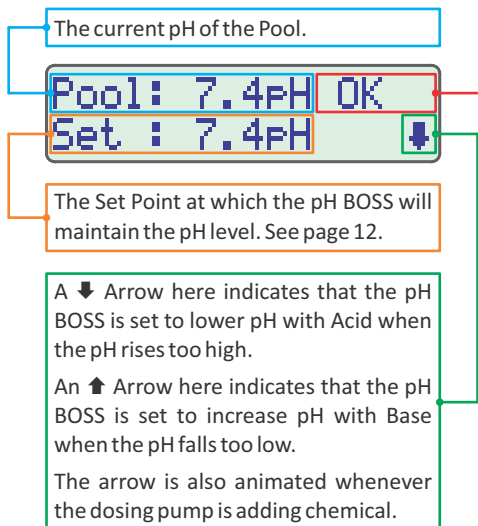 The current pH of the Pool.
Pool: 7.4pH OK
Set : 7.4pH 🡇
The Set Point at which the pH BOSS will
maintain the pH level. See page 12.
A 🡇 Arrow here indicates that the pH
BOSS is set to lower pH with Acid when
the pH rises too high.
An 🡅 Arrow here indicates that the pH
BOSS is set to increase pH with Base
when the pH falls too low.
The arrow is also animated whenever
the dosing pump is adding chemical.